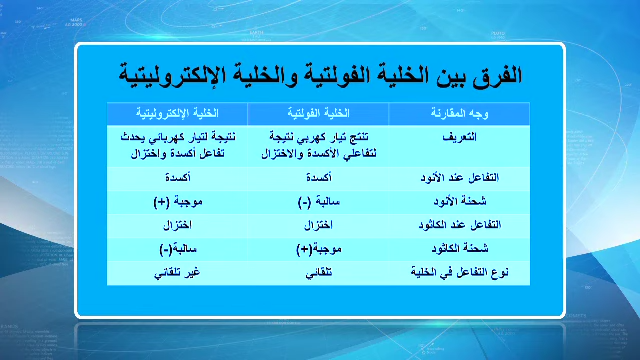 الفرق بين الخلية الفولتية والخلية الإلكتروليتية
وجه المقارنة الخلية الفولتية الخلية الإلكتروليتية
التعريف تنتج تيار كهربي نتيجة لتفاعلي الأكسدة والاختزال نتيجة لتيار كهربائي يحدث تفاعل أكسدة واختزال
التفاعل عند الأنود أكسدة أكسدة
شحنة الأنود سالبة (-) موجبة (+)
التفاعل عند الكاثود اختزال اختزال
شحنة الكاثود موجبة(+) سالبة(-)
نوع التفاعل في الخلية تلقائي غير تلقائي